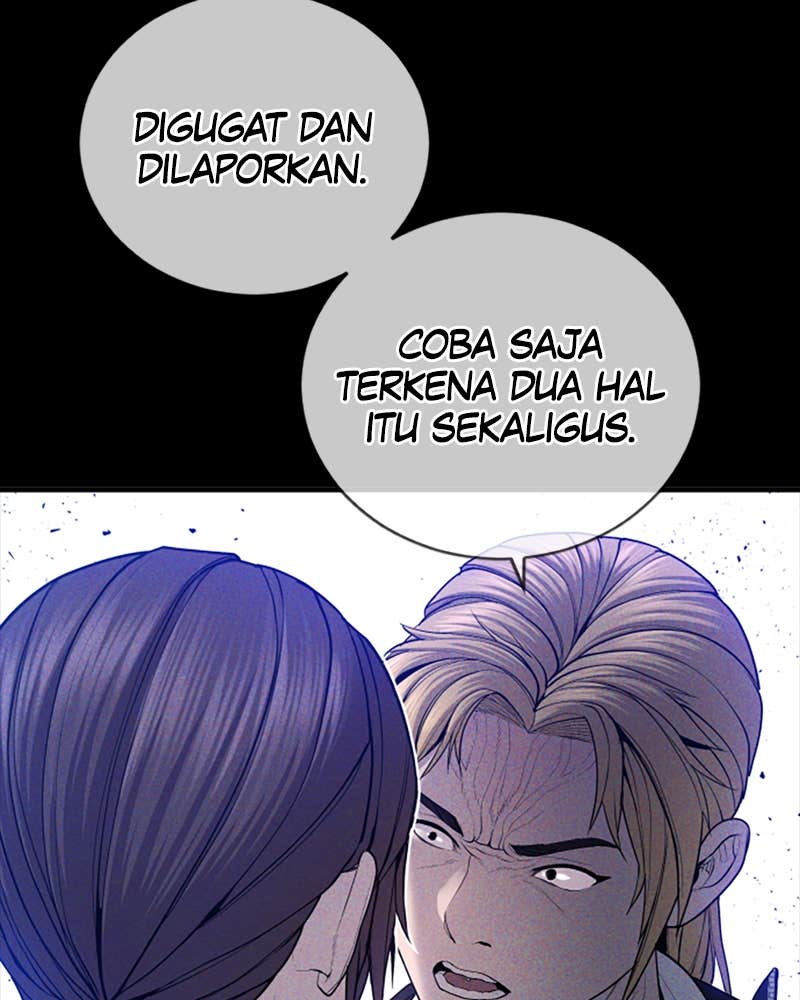 DIGUGAT DAN
DILAPORKAN.
COBA SAJA
TERKENA DUA HAL
ITU SEKALIGUS.